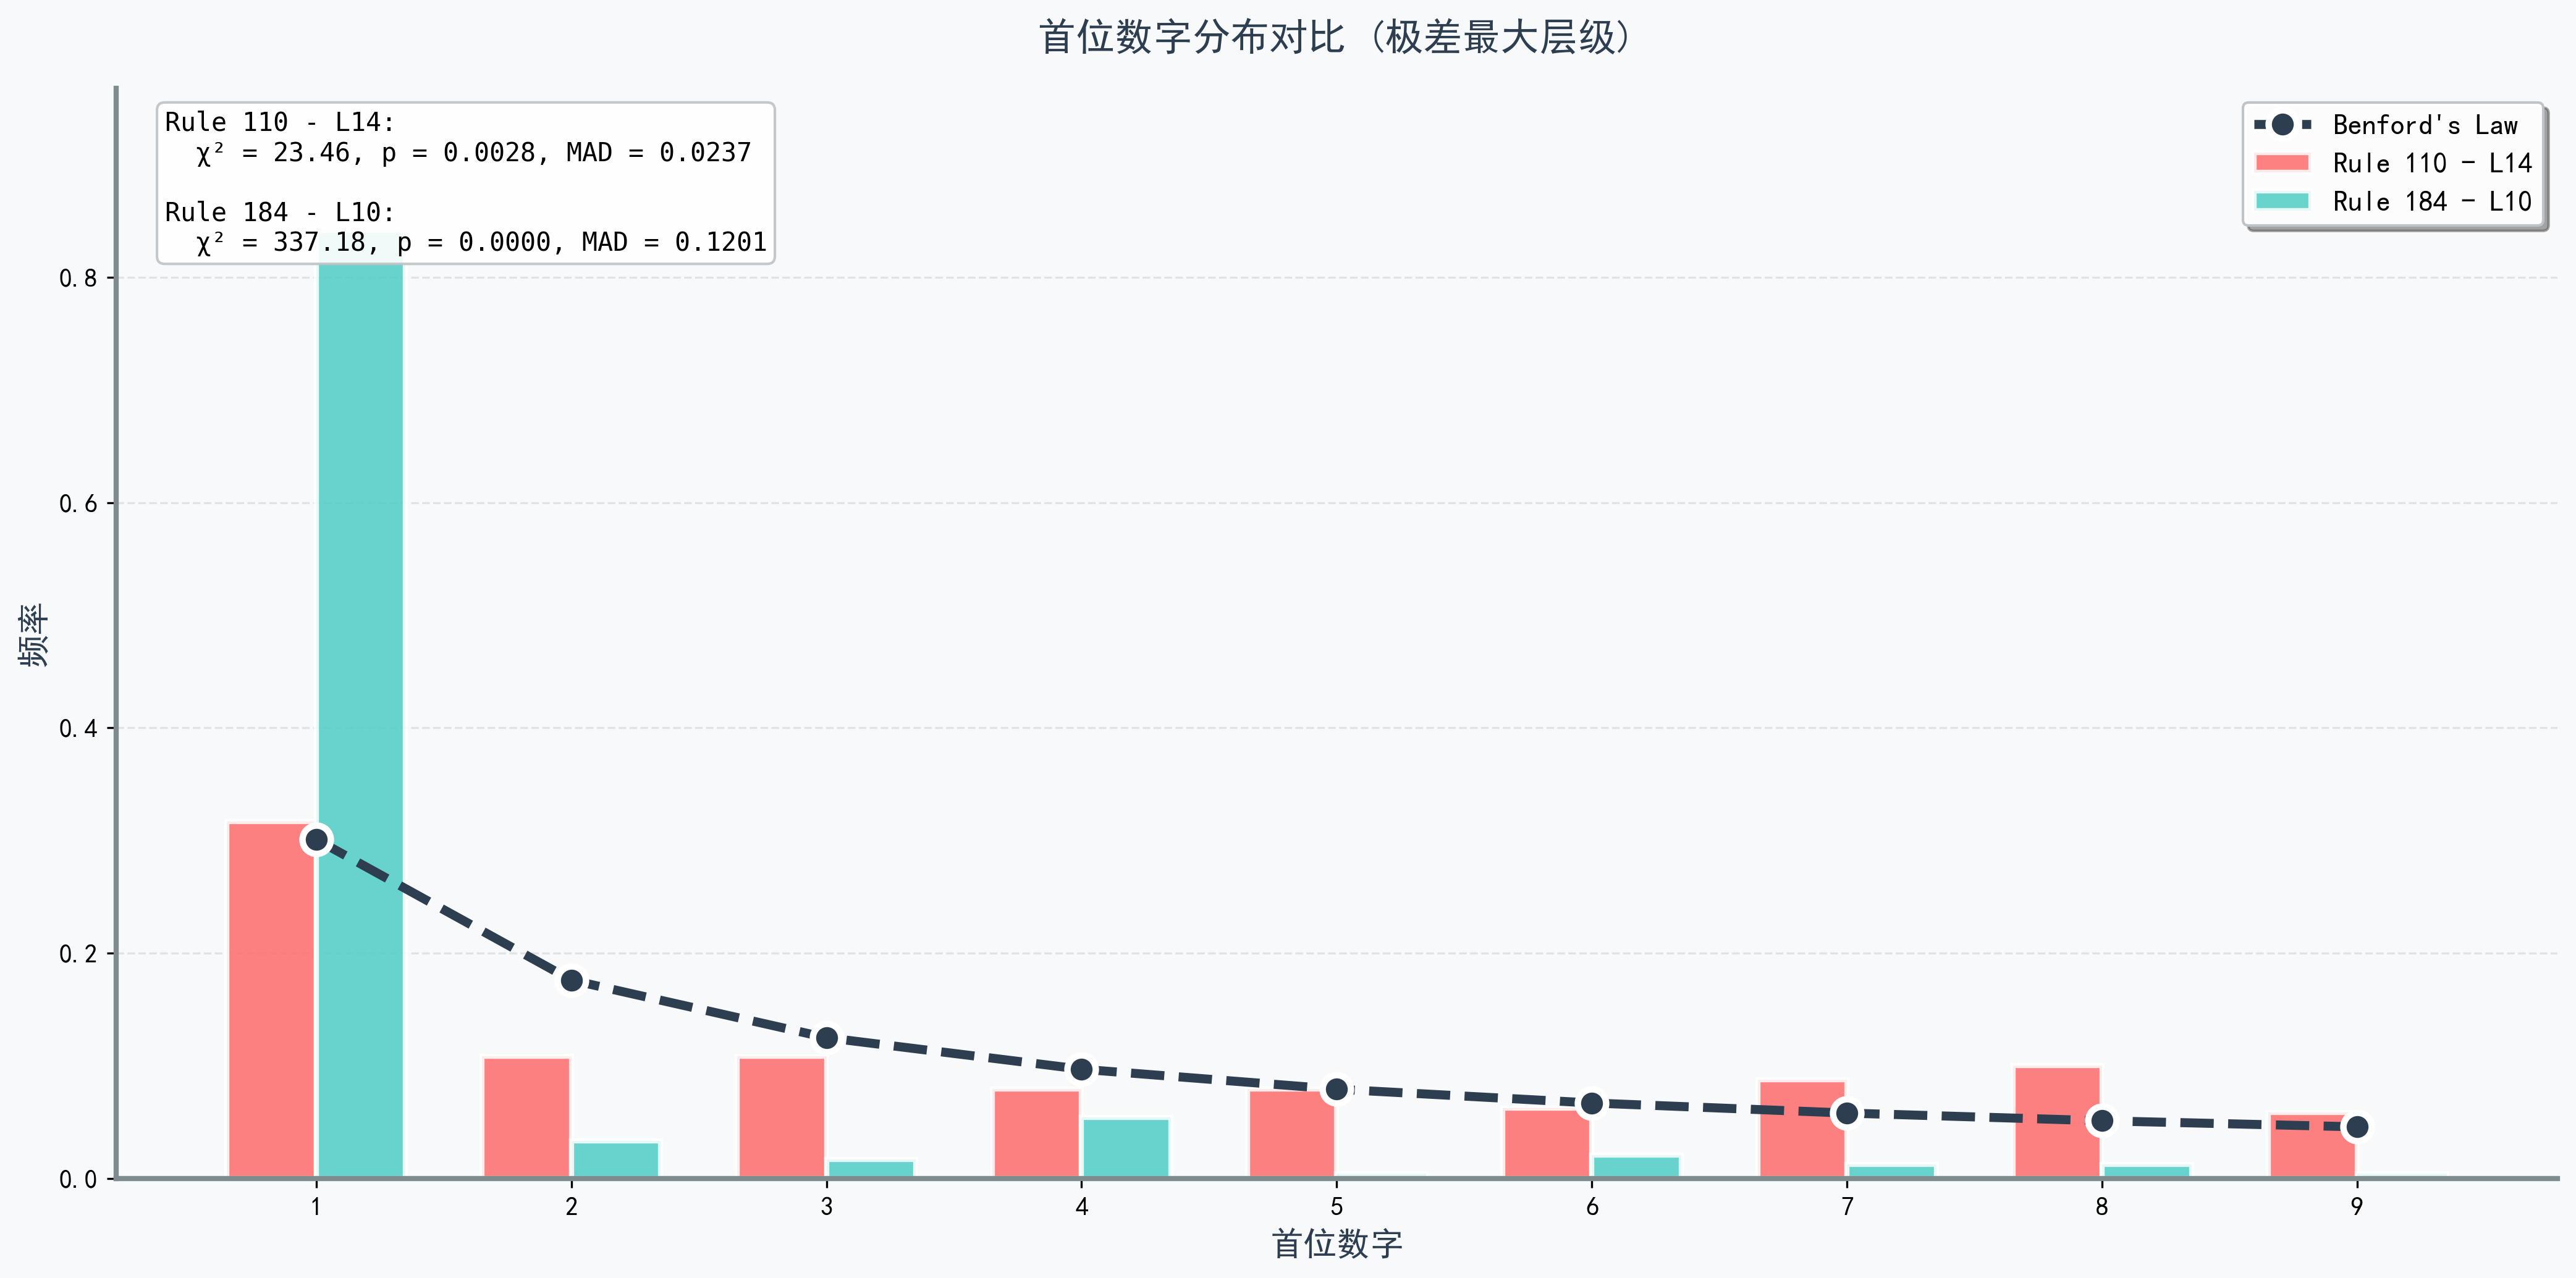 首位数字分布对比 (极差最大层级)
Rule 110 - L14:
χ² = 23.46, p = 0.0028, MAD = 0.0237
Rule 184 - L10:
χ² = 337.18, p = 0.0000, MAD = 0.1201
Benford's Law
Rule 110 - L14
Rule 184 - L10
频率
0.8
0.6
0.4
0.2
0.0
1 2 3 4 5 6 7 8 9
首位数字